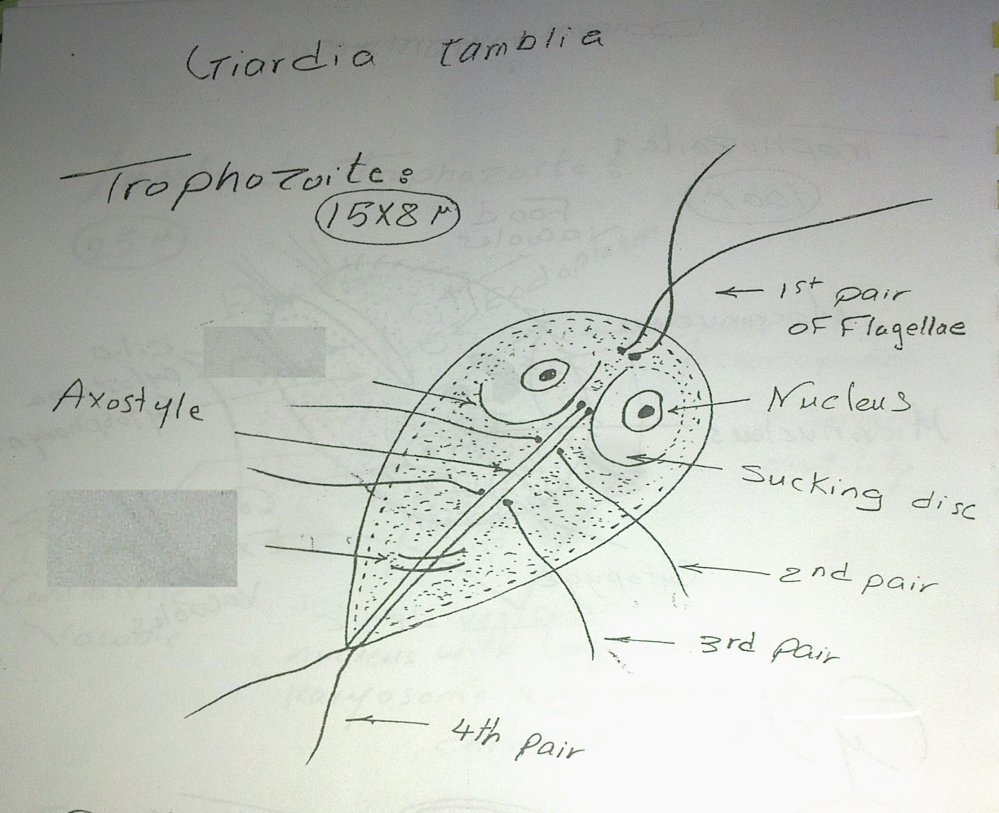 Giardia lamblia
Trophozoite:
15X8 μ
1st pair
of Flagellae
Axostyle
Nucleus
Sucking disc
2nd pair
3rd pair
4th pair